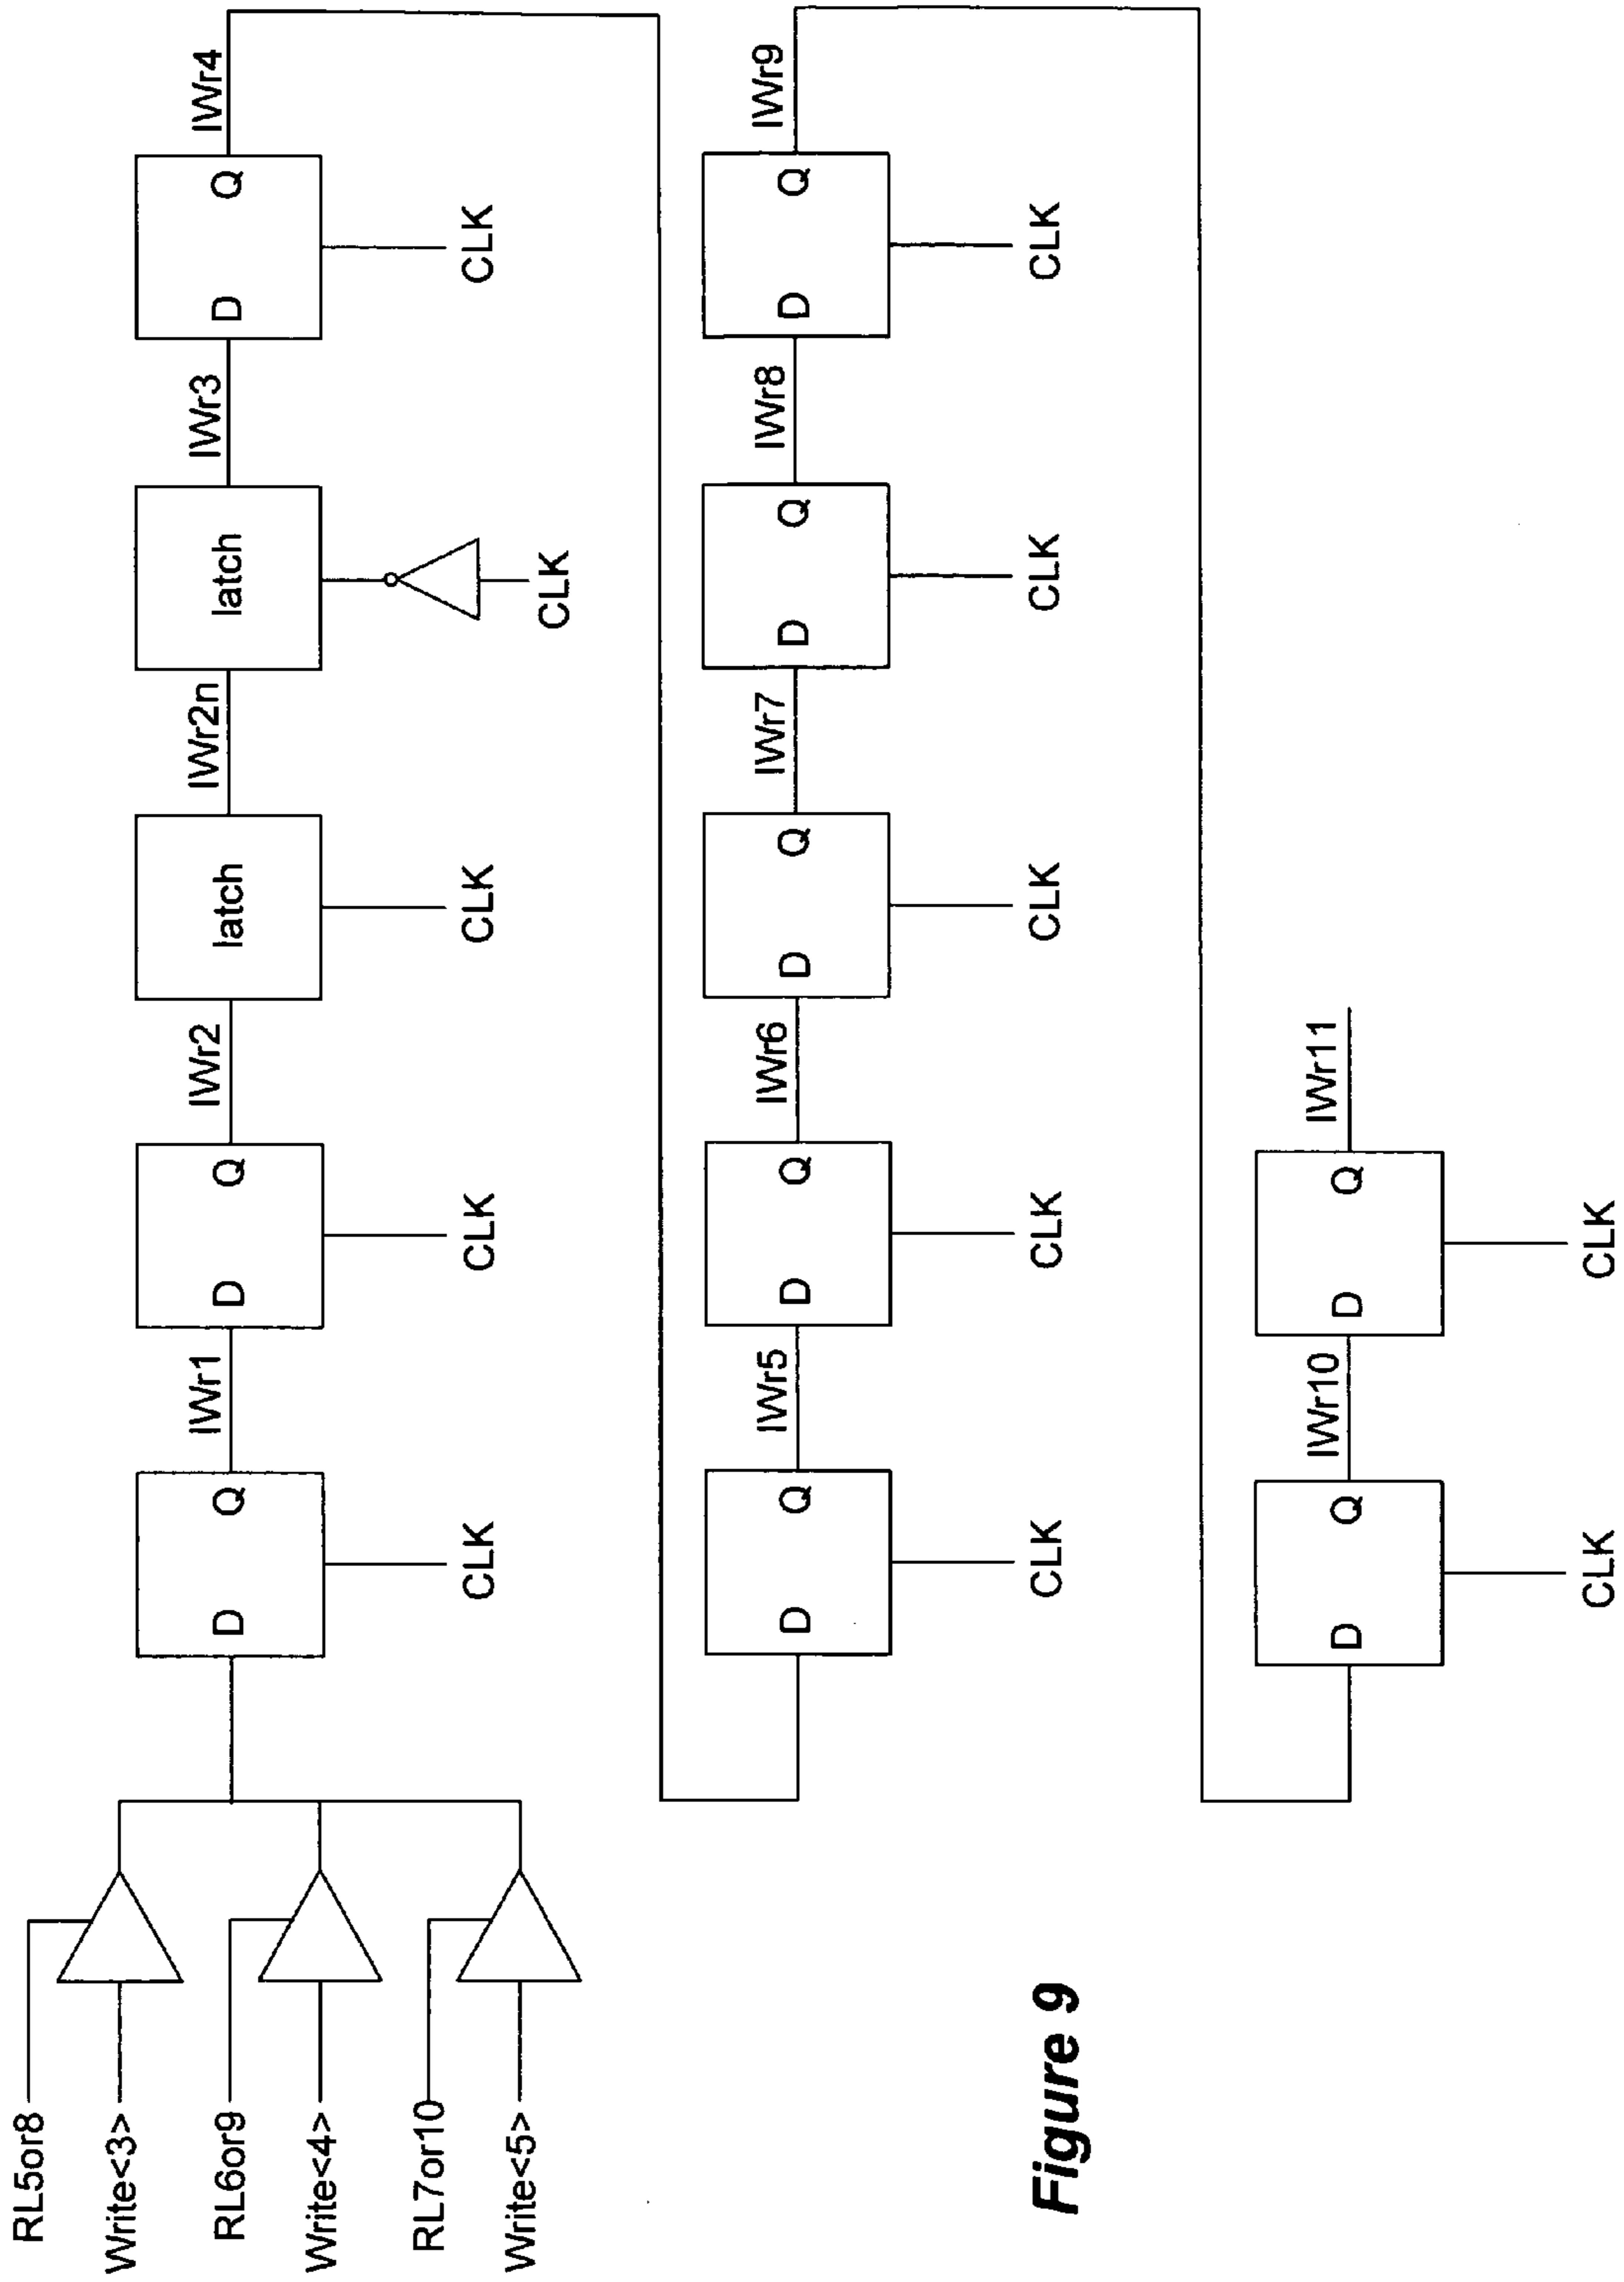 RL5or8
Write<3>
RL6or9
Write<4>
RL7or10
Write<5>
D Q
CLK
IWr1
D Q
CLK
IWr2
latch
CLK
IWr2n
latch
CLK
IWr3
D Q
CLK
IWr4
D Q
CLK
IWr5
D Q
CLK
IWr6
D Q
CLK
IWr7
D Q
CLK
IWr8
D Q
CLK
IWr9
D Q
CLK
IWr10
D Q
CLK
IWr11
Figure 9